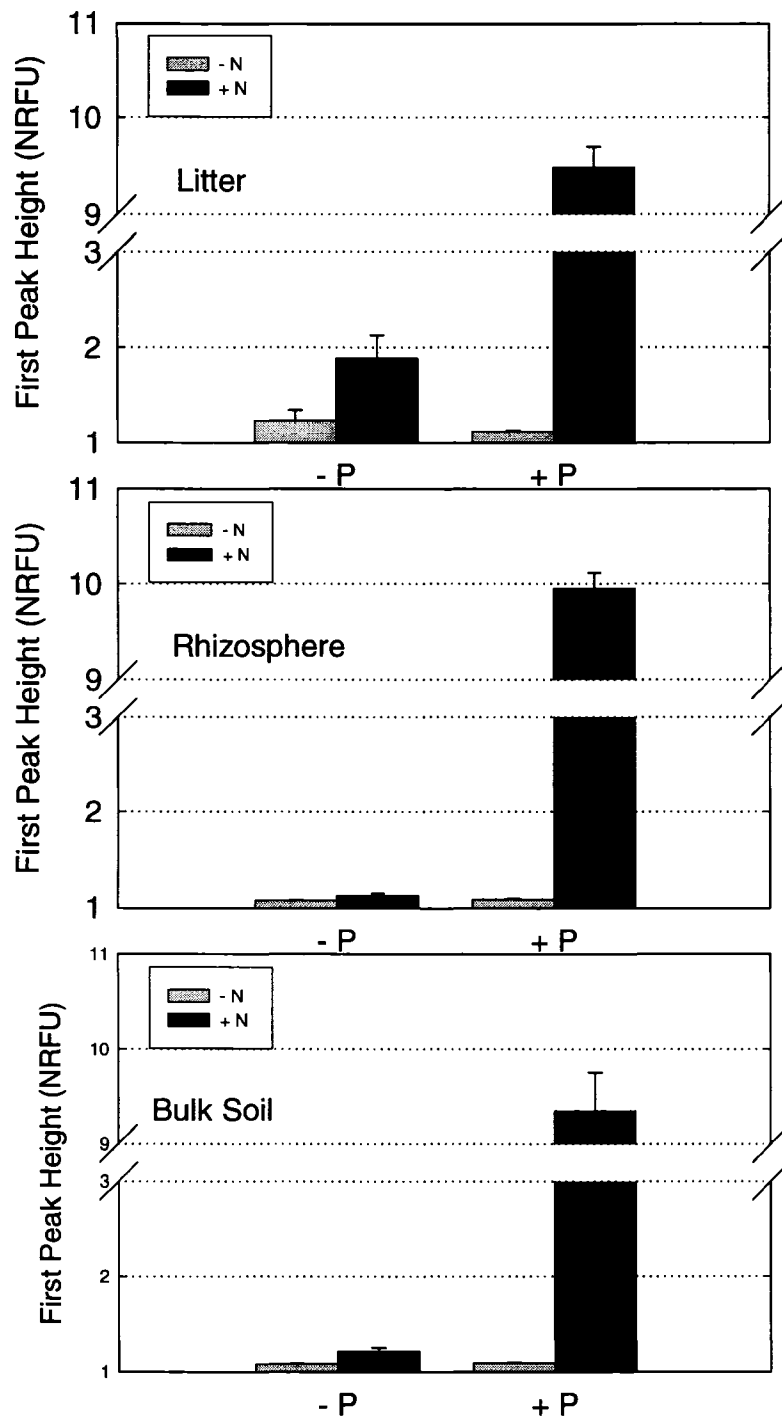 First Peak Height (NRFU)
11
10
9
3
2
1
- N
+ N
Litter
- P
+ P
First Peak Height (NRFU)
11
10
9
3
2
1
- N
+ N
Rhizosphere
- P
+ P
First Peak Height (NRFU)
11
10
9
3
2
1
- N
+ N
Bulk Soil
- P
+ P